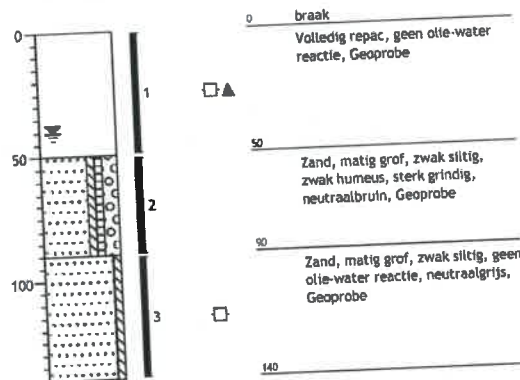 0
50
100
1
2
3
0 braak
Volledig repac, geen olie-water
reactie, Geoprobe
50
Zand, matig grof, zwak siltig,
zwak humeus, sterk grindig,
neutraalbruin, Geoprobe
90
Zand, matig grof, zwak siltig, geen
olie-water reactie, neutraalgrijs,
Geoprobe
140